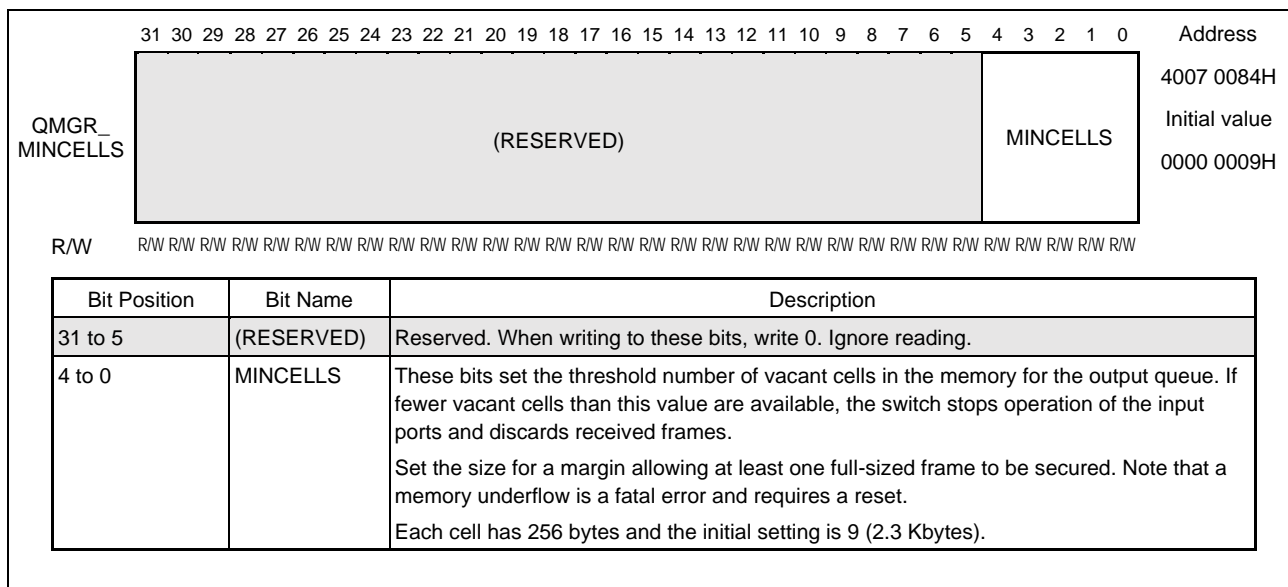 31 30 29 28 27 26 25 24 23 22 21 20 19 18 17 16 15 14 13 12 11 10 9 8 7 6 5 4 3 2 1 0 Address
4007 0084H
QMGR_
MINCELLS
(RESERVED)
MINCELLS
Initial value
0000 0009H
R/W R/W R/W R/W R/W R/W R/W R/W R/W R/W R/W R/W R/W R/W R/W R/W R/W R/W R/W R/W R/W R/W R/W R/W R/W R/W R/W R/W R/W R/W R/W R/W R/W
Bit Position Bit Name Description
31 to 5 (RESERVED) Reserved. When writing to these bits, write 0. Ignore reading.
4 to 0 MINCELLS These bits set the threshold number of vacant cells in the memory for the output queue. If
fewer vacant cells than this value are available, the switch stops operation of the input
ports and discards received frames.
Set the size for a margin allowing at least one full-sized frame to be secured. Note that a
memory underflow is a fatal error and requires a reset.
Each cell has 256 bytes and the initial setting is 9 (2.3 Kbytes).